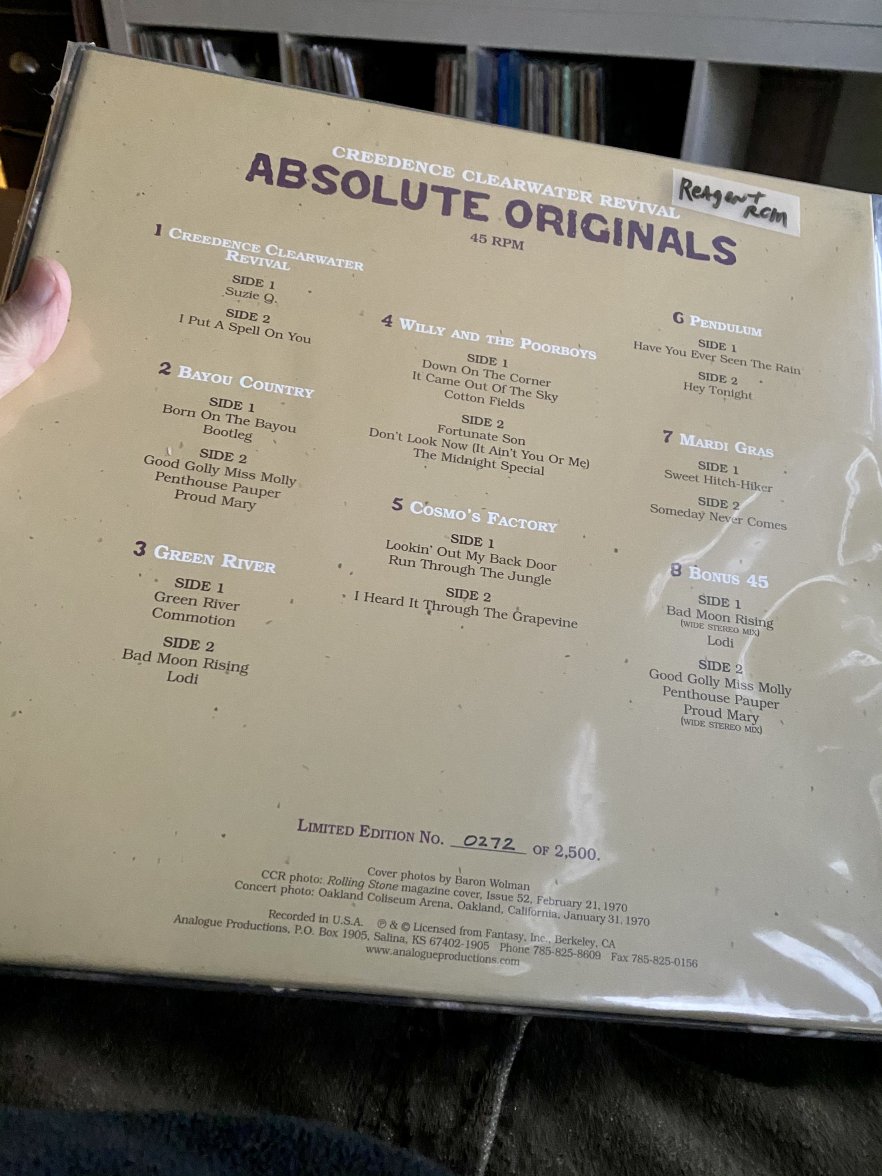 CREEDENCE CLEARWATER REVIVAL
ABSOLUTE ORIGINALS
45 RPM
Reagent
RCM
1 CREEDENCE CLEARWATER
REVIVAL
SIDE 1
Suzie Q.
SIDE 2
I Put A Spell On You
2 BAYOU COUNTRY
SIDE 1
Born On The Bayou
Bootleg
SIDE 2
Good Golly Miss Molly
Penthouse Pauper
Proud Mary
3 GREEN RIVER
SIDE 1
Green River
Commotion
SIDE 2
Bad Moon Rising
Lodi
4 WILLY AND THE POORBOYS
SIDE 1
Down On The Corner
It Came Out Of The Sky
Cotton Fields
SIDE 2
Fortunate Son
Don't Look Now (It Ain't You Or Me)
The Midnight Special
5 COSMO'S FACTORY
SIDE 1
Lookin' Out My Back Door
Run Through The Jungle
SIDE 2
I Heard It Through The Grapevine
6 PENDULUM
SIDE 1
Have You Ever Seen The Rain
SIDE 2
Hey Tonight
7 MARDI GRAS
SIDE 1
Sweet Hitch-Hiker
SIDE 2
Someday Never Comes
8 BONUS 45
SIDE 1
Bad Moon Rising
(WIDE STEREO MIX)
Lodi
SIDE 2
Good Golly Miss Molly
Penthouse Pauper
Proud Mary
(WIDE STEREO MIX)
LIMITED EDITION NO. 0272 OF 2,500.
Cover photos by Baron Wolman
CCR photo: Rolling Stone magazine cover, Issue 52, February 21, 1970
Concert photo: Oakland Coliseum Arena, Oakland, California, January 31, 1970
Recorded in U.S.A. ℗ & © Licensed from Fantasy, Inc., Berkeley, CA
Analogue Productions, P.O. Box 1905, Salina, KS 67402-1905 Phone 785-825-8609 Fax 785-825-0156
www.analogueproductions.com